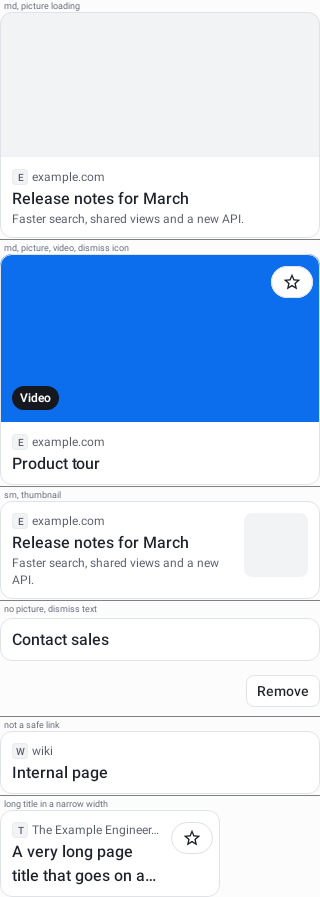 md, picture loading
E example.com
Release notes for March
Faster search, shared views and a new API.
md, picture, video, dismiss icon
Video
E example.com
Product tour
sm, thumbnail
E example.com
Release notes for March
Faster search, shared views and a new
API.
no picture, dismiss text
Contact sales
Remove
not a safe link
W wiki
Internal page
long title in a narrow width
T The Example Engineer…
A very long page
title that goes on a…